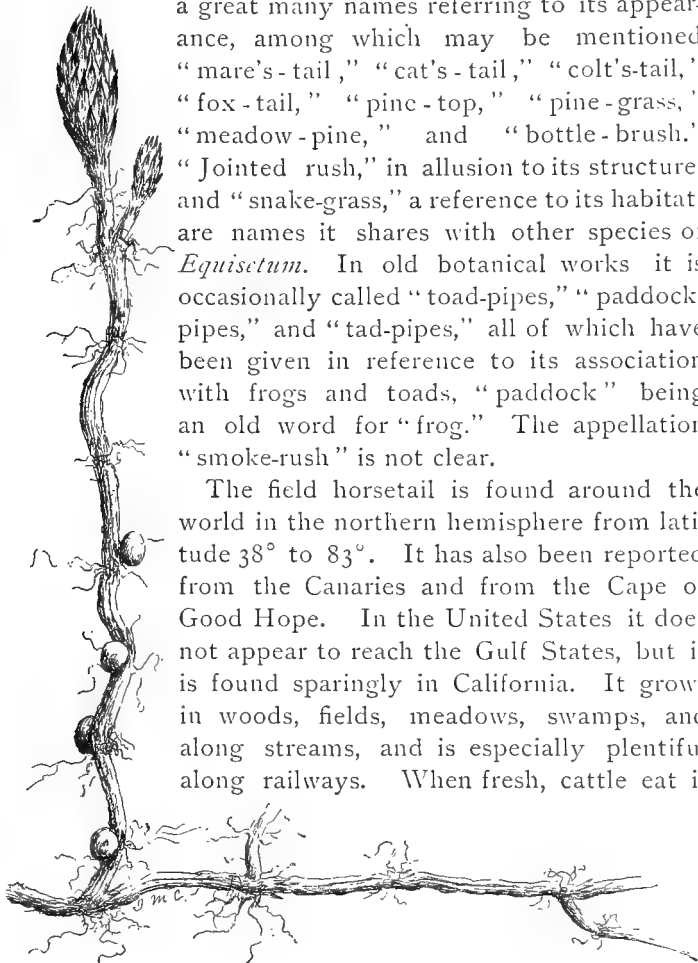 a great many names referring to its appear-
ance, among which may be mentioned
“mare's-tail,” “cat's-tail,” “colt's-tail,”
“fox-tail,” “pine-top,” “pine-grass,”
“meadow-pine,” and “bottle-brush.”
“Jointed rush,” in allusion to its structure
and “snake-grass,” a reference to its habitat
are names it shares with other species o
Equisetum. In old botanical works it is
occasionally called “toad-pipes,” “paddock
pipes,” and “tad-pipes,” all of which have
been given in reference to its association
with frogs and toads, “paddock” being
an old word for “frog.” The appellation
“smoke-rush” is not clear.
The field horsetail is found around the
world in the northern hemisphere from lati
tude 38° to 83°. It has also been reported
from the Canaries and from the Cape o
Good Hope. In the United States it doe
not appear to reach the Gulf States, but i
is found sparingly in California. It grow
in woods, fields, meadows, swamps, and
along streams, and is especially plentifu
along railways. When fresh, cattle eat i
g m c.